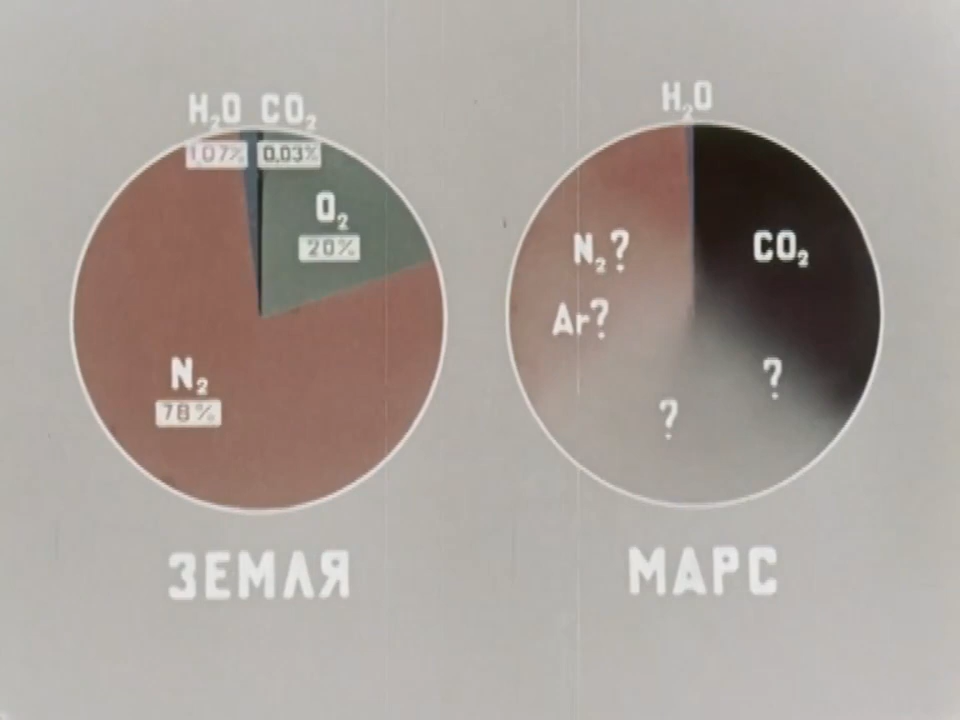 H₂O CO₂
1.07% 0.03%
O₂
20%
N₂
78%
ЗЕМЛЯ
H₂O
CO₂
N₂?
Ar?
?
?
МАРС